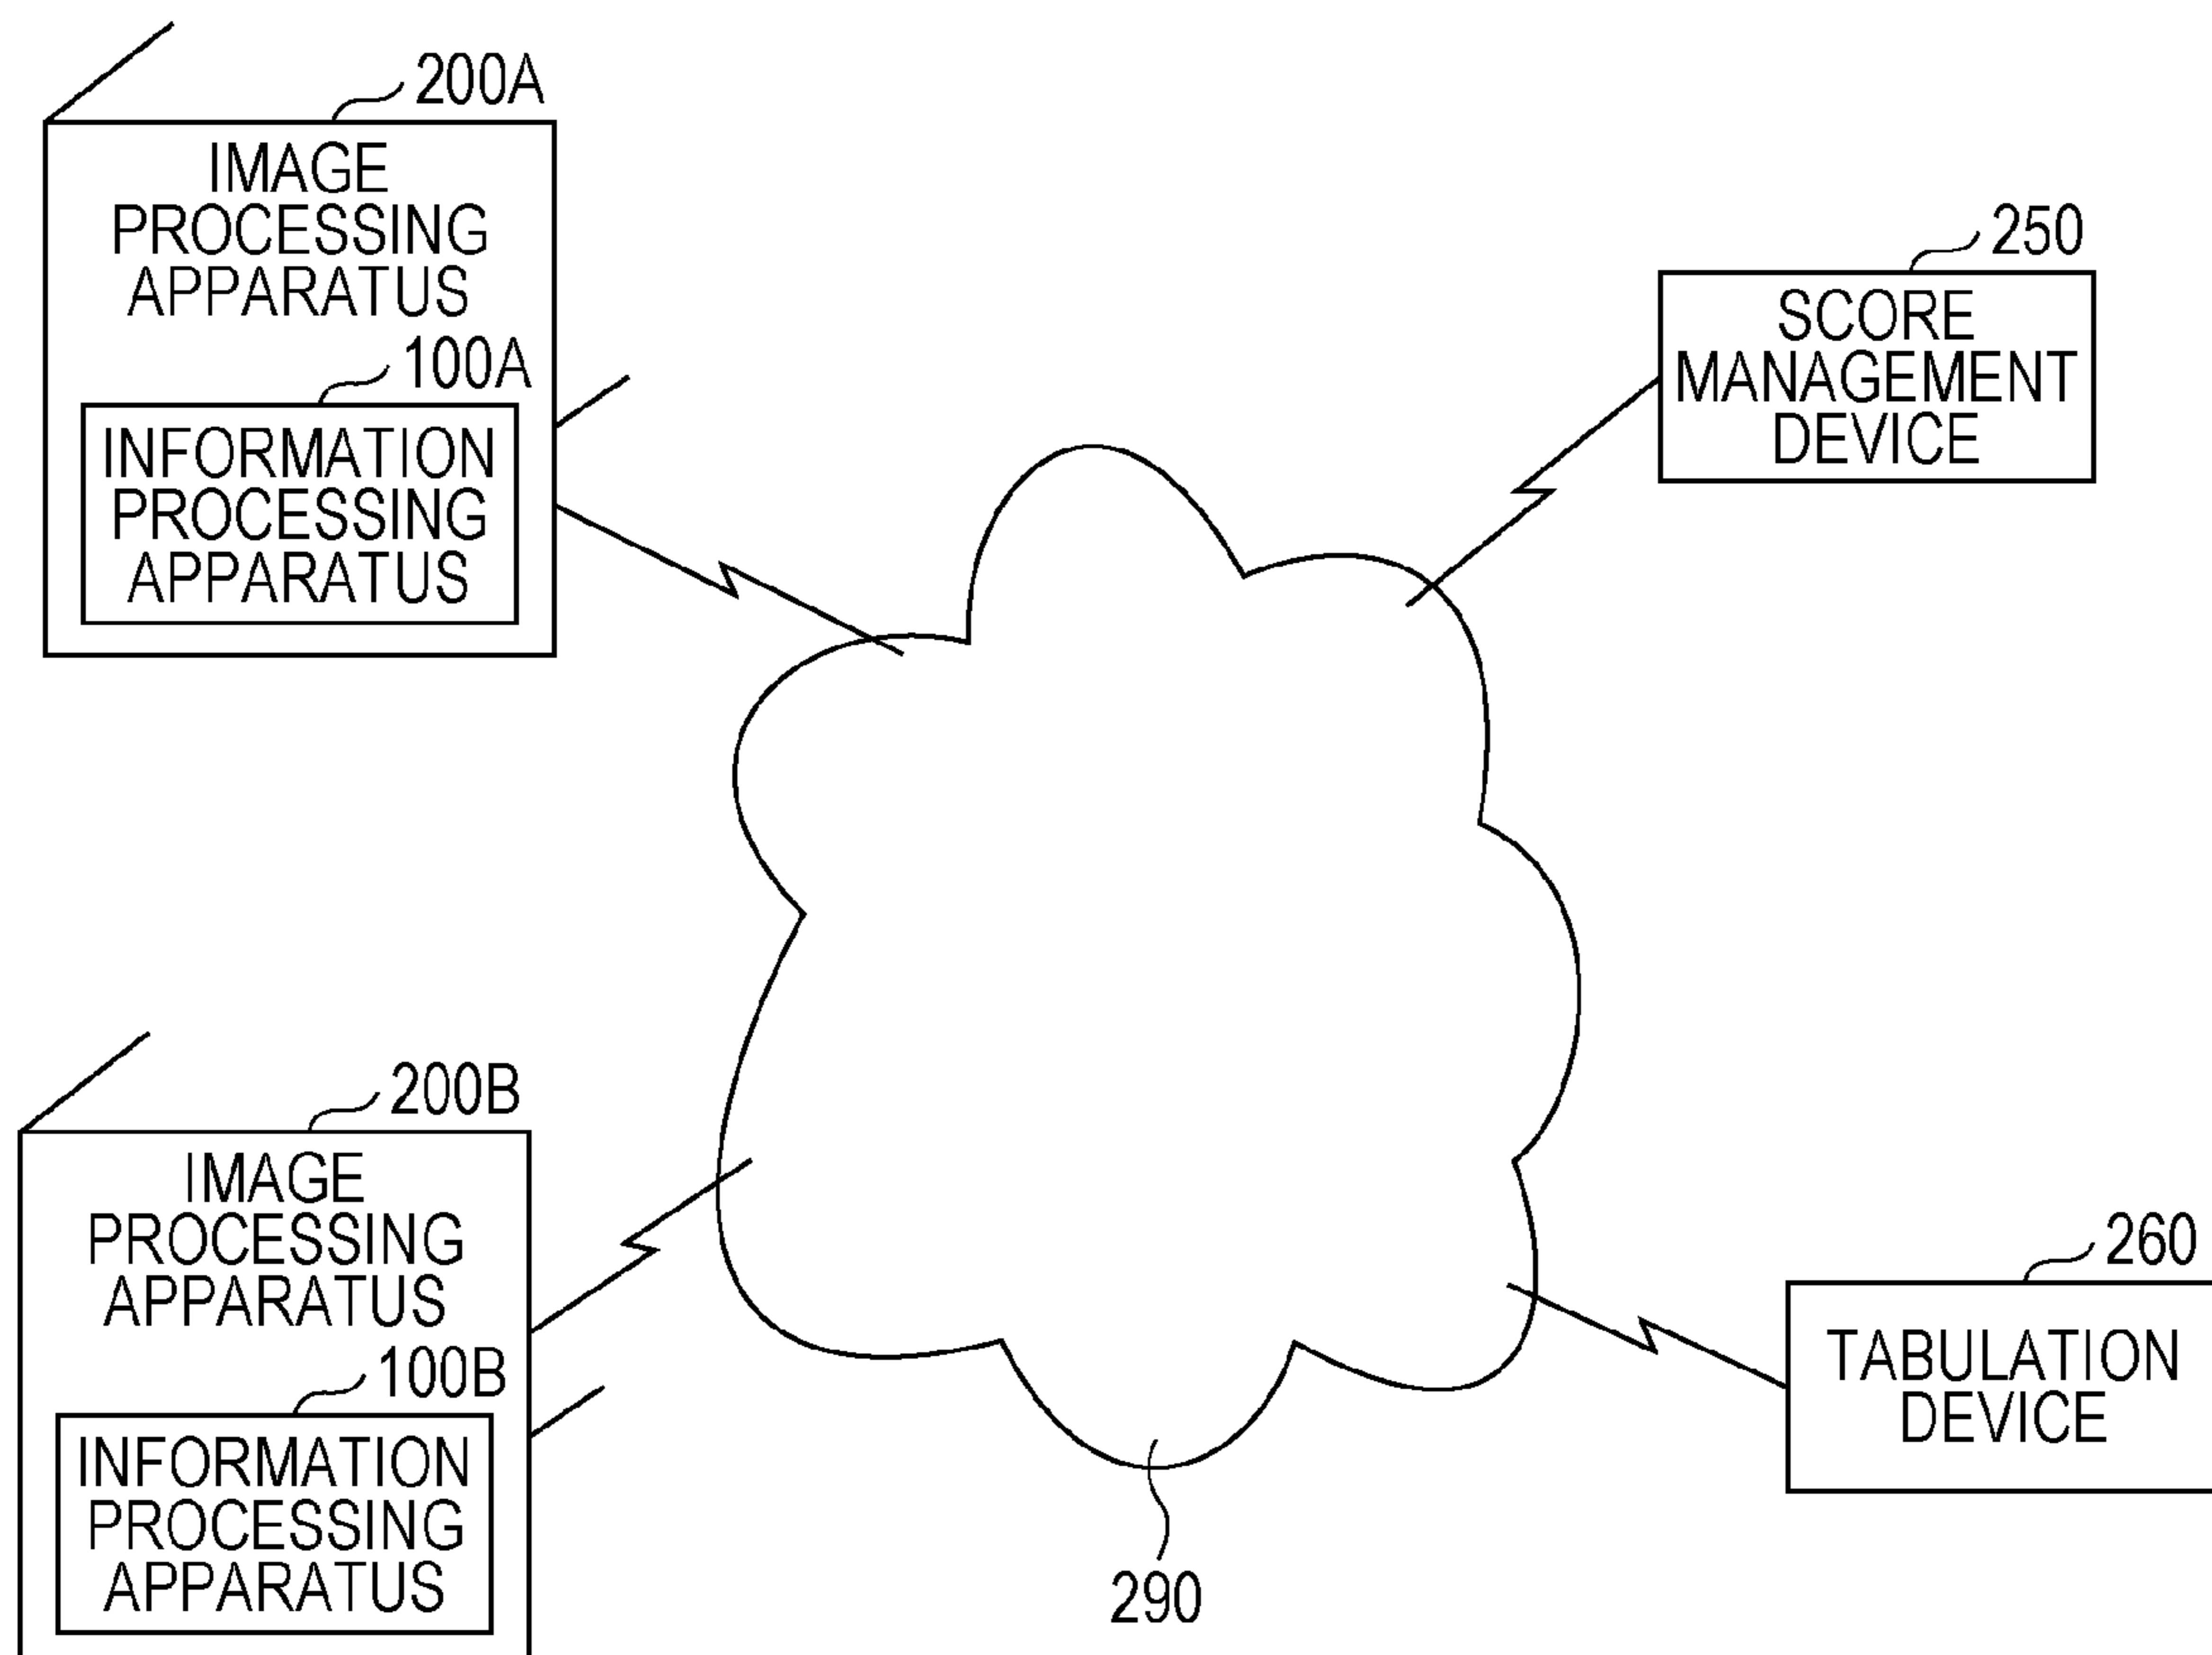 200A
IMAGE
PROCESSING
APPARATUS
100A
INFORMATION
PROCESSING
APPARATUS
250
SCORE
MANAGEMENT
DEVICE
200B
IMAGE
PROCESSING
APPARATUS
100B
INFORMATION
PROCESSING
APPARATUS
260
TABULATION
DEVICE
290